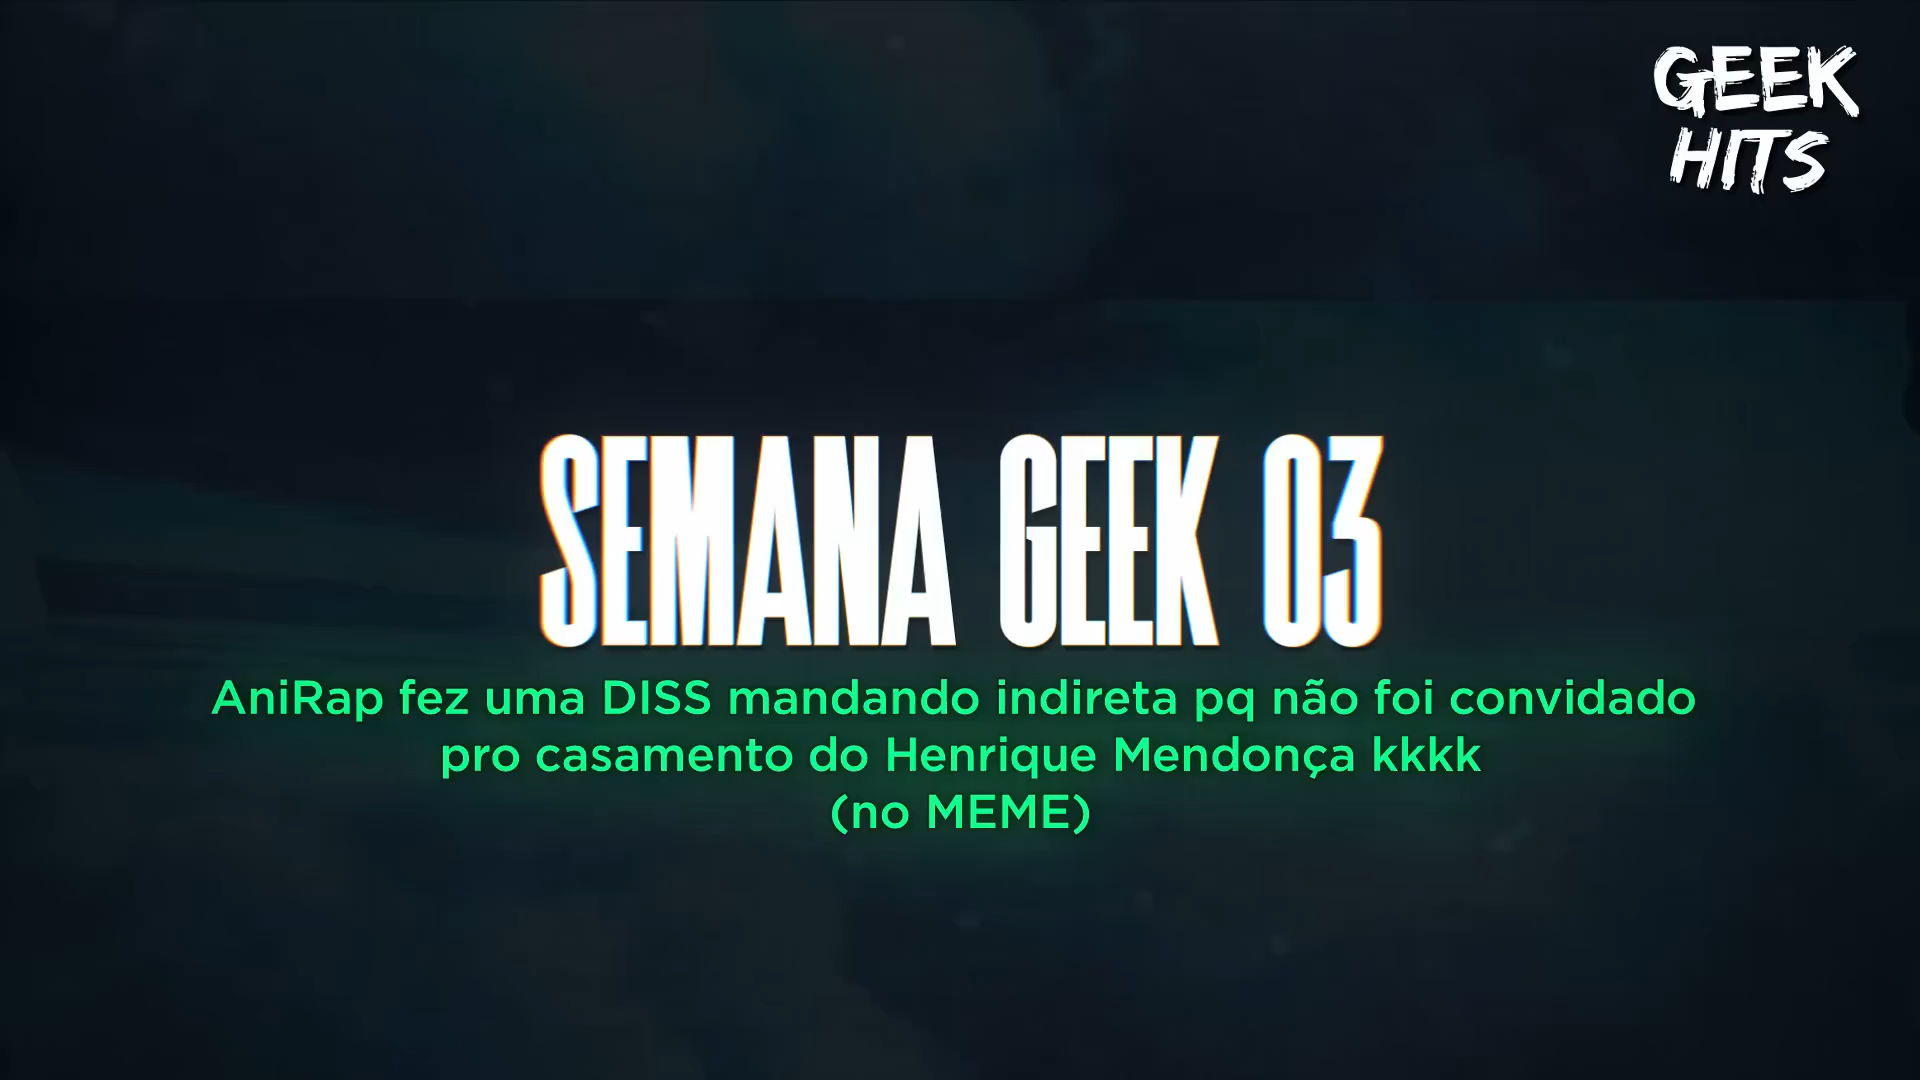 GEEK
HITS
SEMANA GEEK 03
AniRap fez uma DISS mandando indireta pq não foi convidado
pro casamento do Henrique Mendonça kkkk
(no MEME)